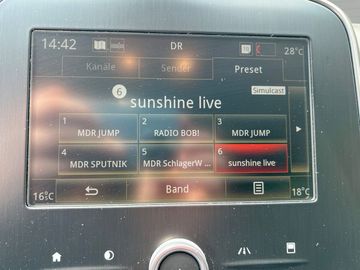 14:42 DR 28°C
Kanäle Sender Preset
6 sunshine live Simulcast
1 2 3
MDR JUMP RADIO BOB! MDR JUMP
4 5 6
MDR SPUTNIK MDR SchlagerW ... sunshine live
16°C Band 18°C